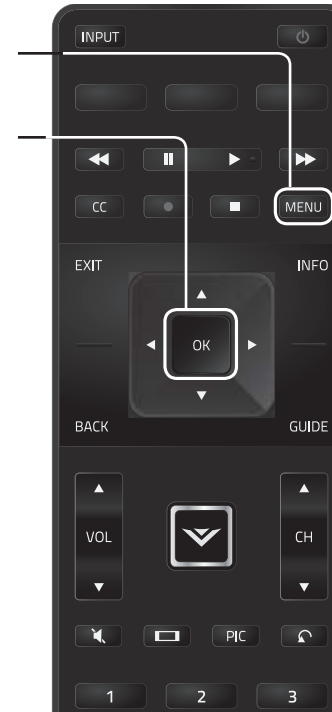 INPUT
CC
MENU
EXIT
INFO
OK
BACK
GUIDE
VOL
CH
PIC
1
2
3